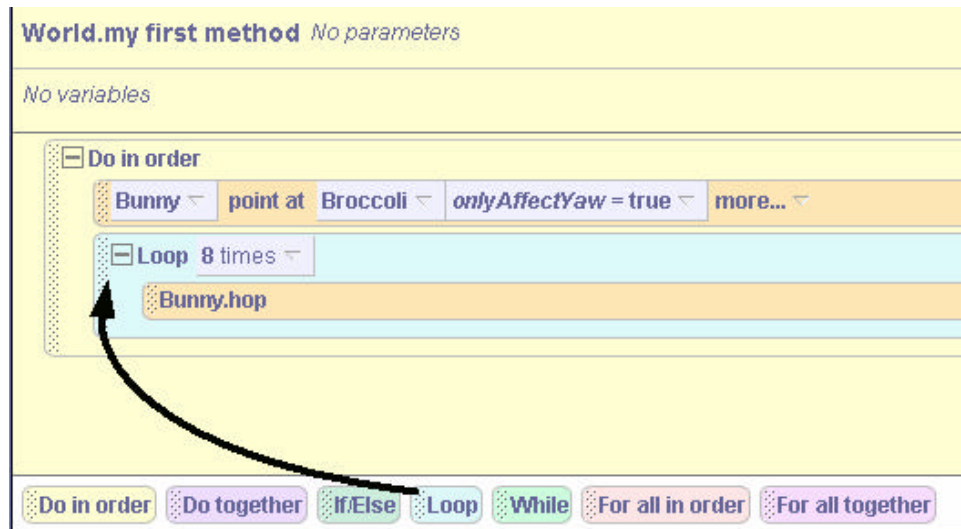 World.my first method No parameters
No variables
Do in order
Bunny point at Broccoli onlyAffectYaw = true more...
Loop 8 times
Bunny.hop
Do in order Do together If/Else Loop While For all in order For all together